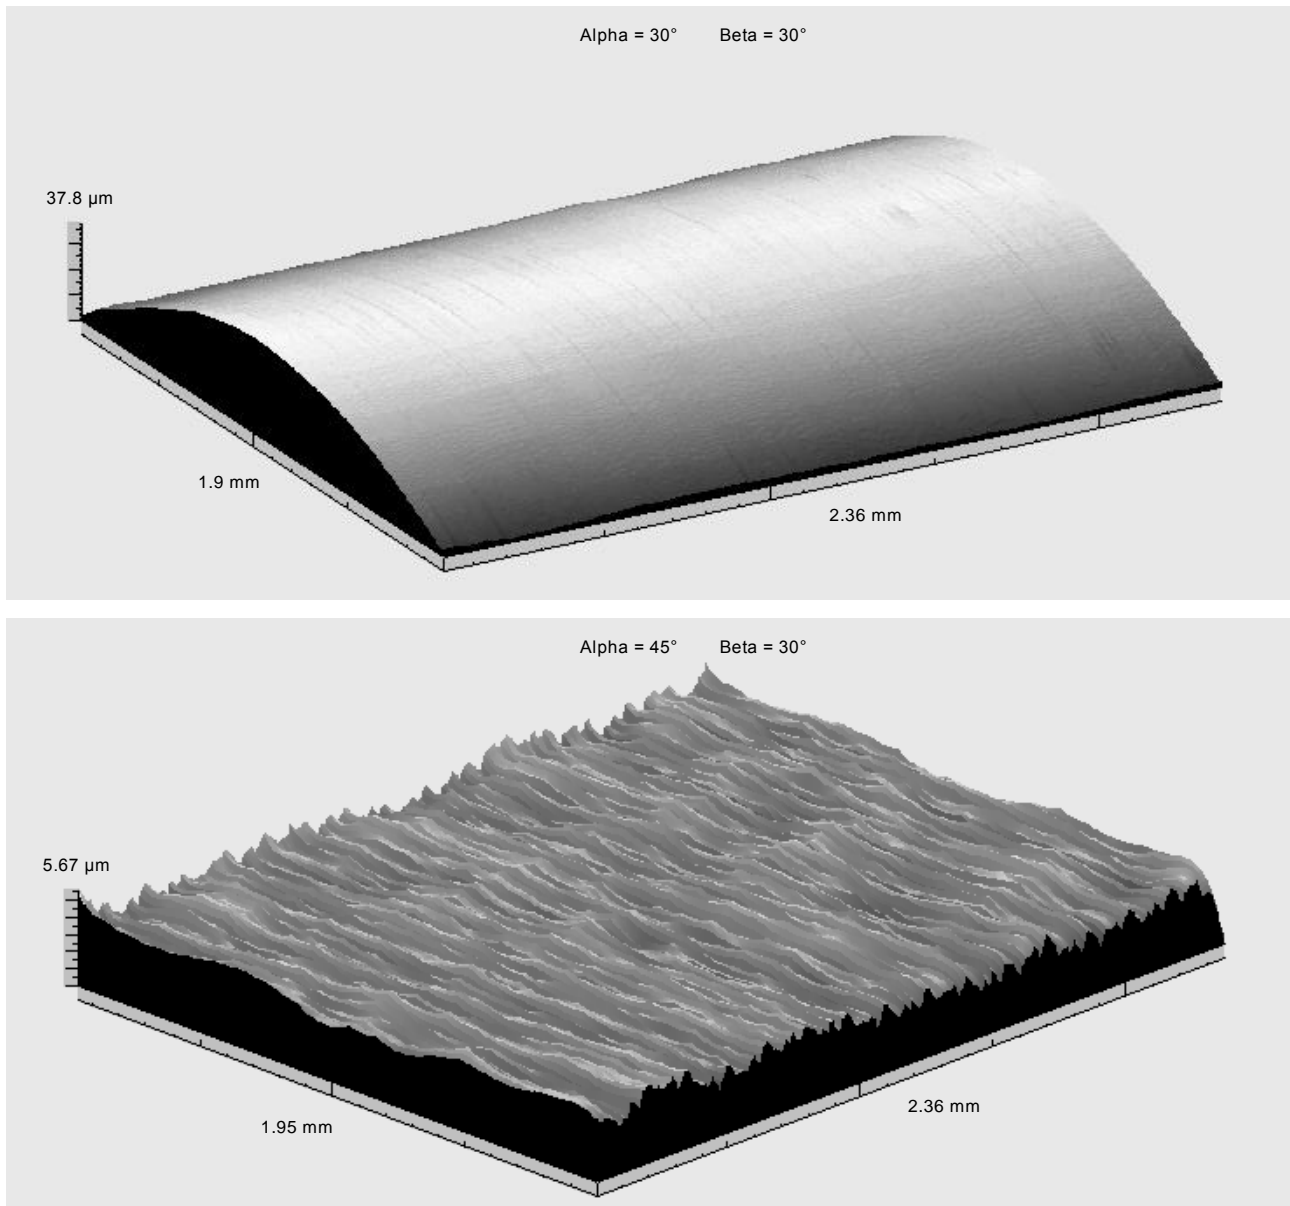 Alpha = 30° Beta = 30°
37.8 µm
1.9 mm
2.36 mm
Alpha = 45° Beta = 30°
5.67 µm
2.36 mm
1.95 mm